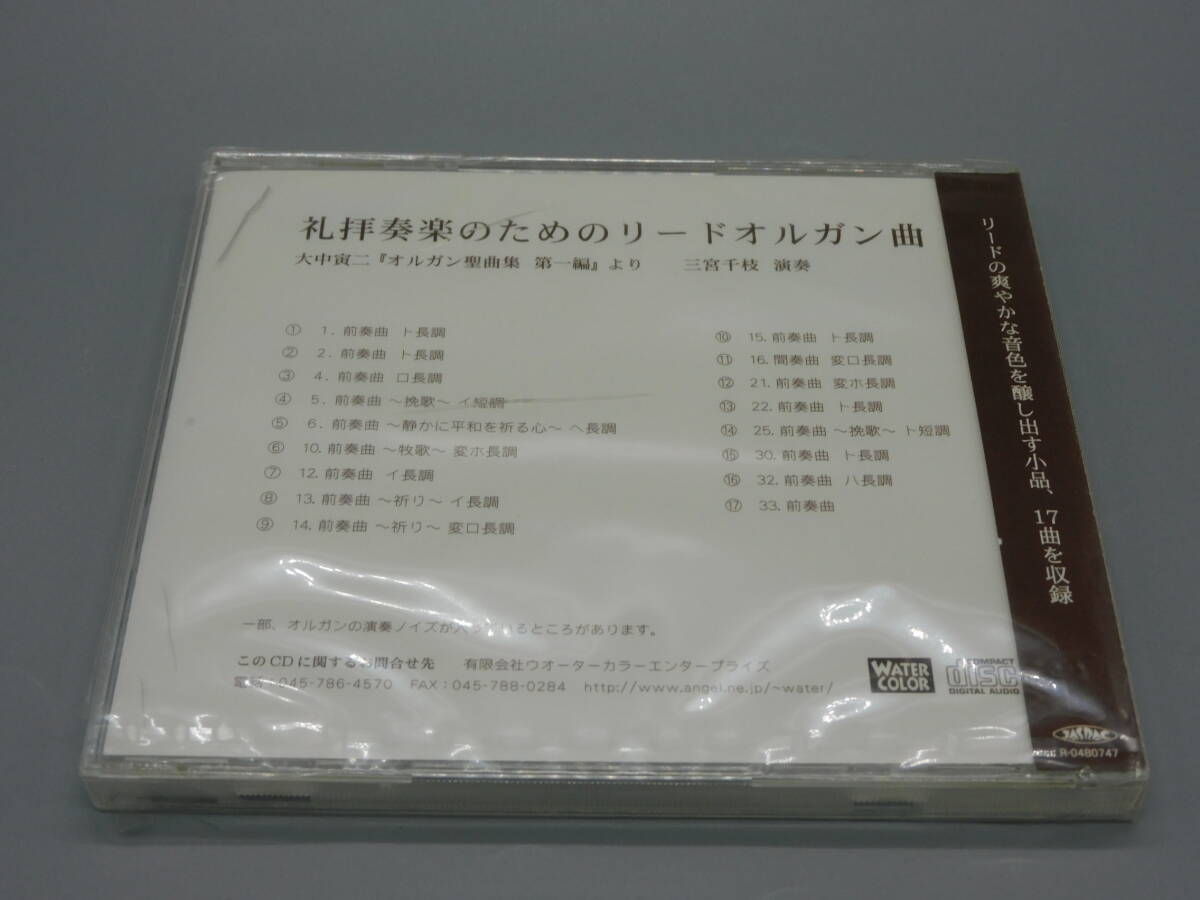 礼拝奏楽のためのリードオルガン曲
大中寅二『オルガン聖曲集 第一編』より 三宮千枝 演奏
① 1. 前奏曲 ト長調
② 2. 前奏曲 ト長調
③ 4. 前奏曲 ロ長調
④ 5. 前奏曲 〜挽歌〜 イ短調
⑤ 6. 前奏曲 〜静かに平和を祈る心〜 ヘ長調
⑥ 10. 前奏曲 〜牧歌〜 変ホ長調
⑦ 12. 前奏曲 イ長調
⑧ 13. 前奏曲 〜祈り〜 イ長調
⑨ 14. 前奏曲 〜祈り〜 変ロ長調
⑩ 15. 前奏曲 ト長調
⑪ 16. 間奏曲 変ロ長調
⑫ 21. 前奏曲 変ホ長調
⑬ 22. 前奏曲 ト長調
⑭ 25. 前奏曲 〜挽歌〜 ト短調
⑮ 30. 前奏曲 ト長調
⑯ 32. 前奏曲 ハ長調
⑰ 33. 前奏曲
一部、オルガンの演奏ノイズが入っているところがあります。
このCDに関するお問合せ先 有限会社ウオーターカラーエンタープライズ
電話:045-786-4570 FAX:045-788-0284 http://www.angel.ne.jp/~water/
WATER COLOR
COMPACT disc DIGITAL AUDIO
リードの爽やかな音色を醸し出す小品、17曲を収録
JASRAC
R-0480747